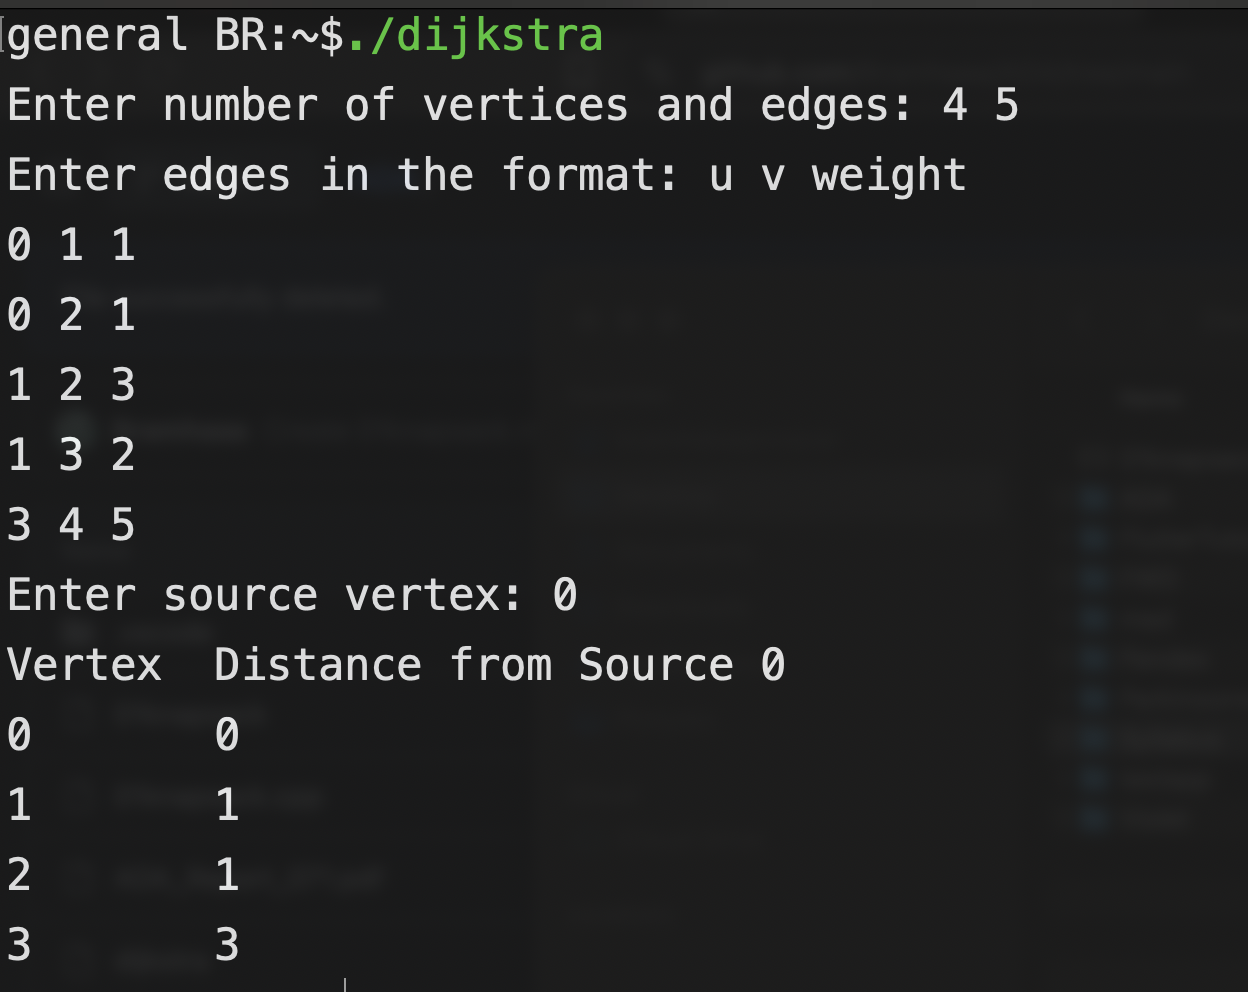 general BR:~$./dijkstra
Enter number of vertices and edges: 4 5
Enter edges in the format: u v weight
0 1 1
0 2 1
1 2 3
1 3 2
3 4 5
Enter source vertex: 0
Vertex  Distance from Source 0
0       0
1       1
2       1
3       3